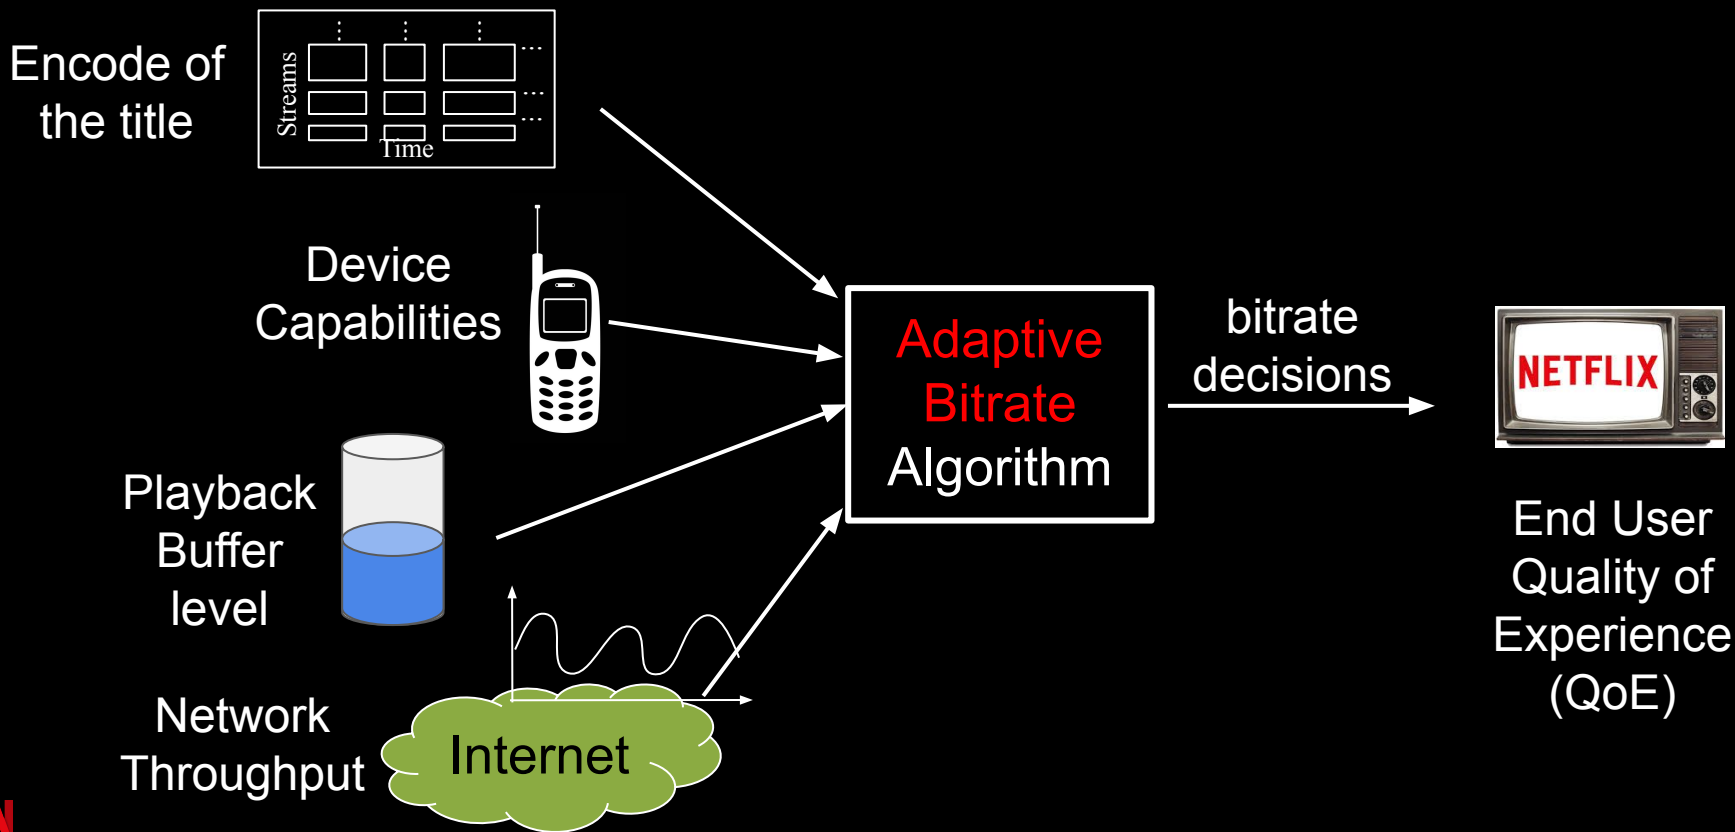 Encode of
the title
Streams
Time
Device
Capabilities
Playback
Buffer
level
Network
Throughput
Internet
Adaptive
Bitrate
Algorithm
bitrate
decisions
NETFLIX
End User
Quality of
Experience
(QoE)
N